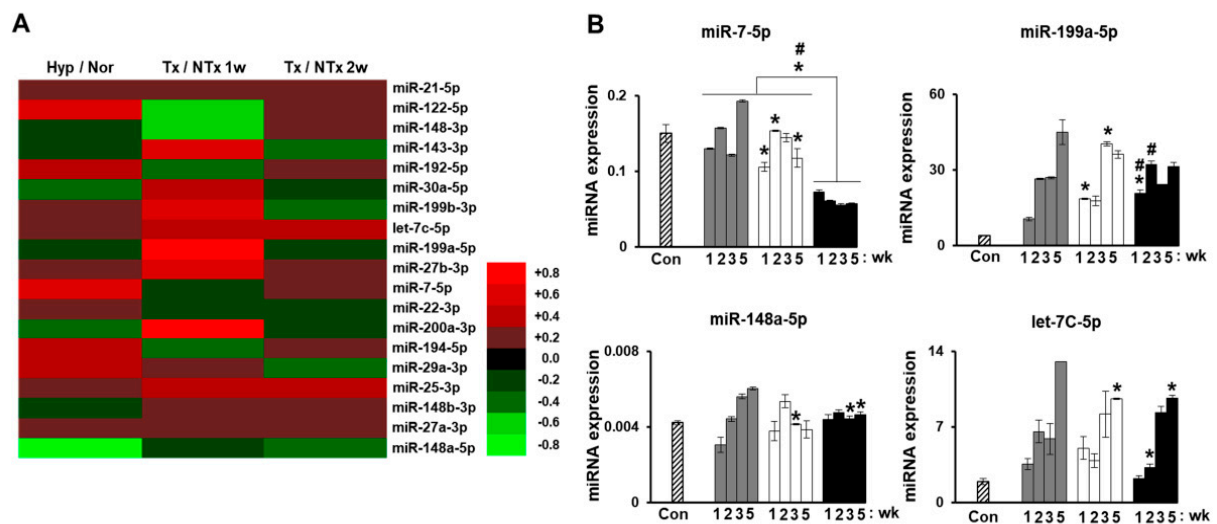 A
Hyp / Nor Tx / NTx 1w Tx / NTx 2w
miR-21-5p
miR-122-5p
miR-148-3p
miR-143-3p
miR-192-5p
miR-30a-5p
miR-199b-3p
let-7c-5p
miR-199a-5p
miR-27b-3p
miR-7-5p
miR-22-3p
miR-200a-3p
miR-194-5p
miR-29a-3p
miR-25-3p
miR-148b-3p
miR-27a-3p
miR-148a-5p
+0.8
+0.6
+0.4
+0.2
0.0
-0.2
-0.4
-0.6
-0.8
B
miR-7-5p
miRNA expression
0.2
0.1
0
#
*
* * *
Con 1 2 3 5 1 2 3 5 1 2 3 5 : wk
miR-199a-5p
miRNA expression
60
30
0
* * # * #
Con 1 2 3 5 1 2 3 5 1 2 3 5 : wk
miR-148a-5p
miRNA expression
0.008
0.004
0
* * *
Con 1 2 3 5 1 2 3 5 1 2 3 5 : wk
let-7C-5p
miRNA expression
14
7
0
* * *
Con 1 2 3 5 1 2 3 5 1 2 3 5 : wk